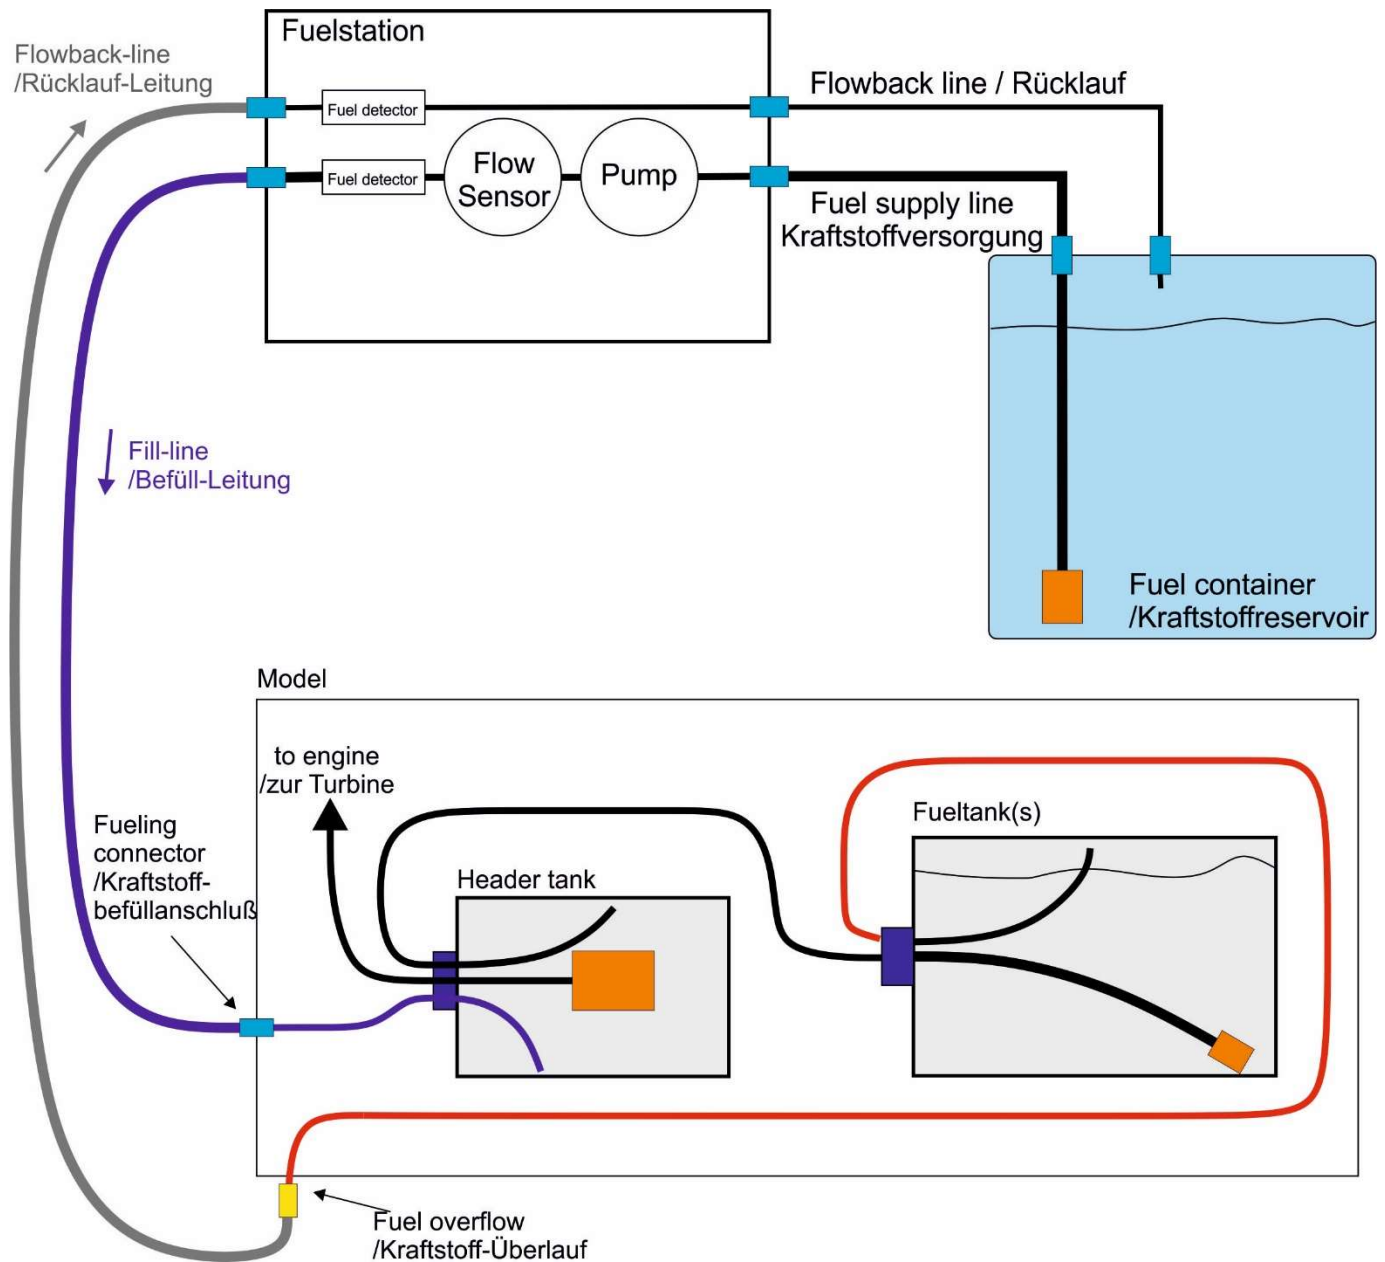 Flowback-line
/Rücklauf-Leitung
Fuelstation
Fuel detector
Fuel detector
Flow
Sensor
Pump
Flowback line / Rücklauf
Fuel supply line
Kraftstoffversorgung
Fill-line
/Befüll-Leitung
Fuel container
/Kraftstoffreservoir
Model
to engine
/zur Turbine
Fueling
connector
/Kraftstoff-
befüllanschluß
Header tank
Fueltank(s)
Fuel overflow
/Kraftstoff-Überlauf